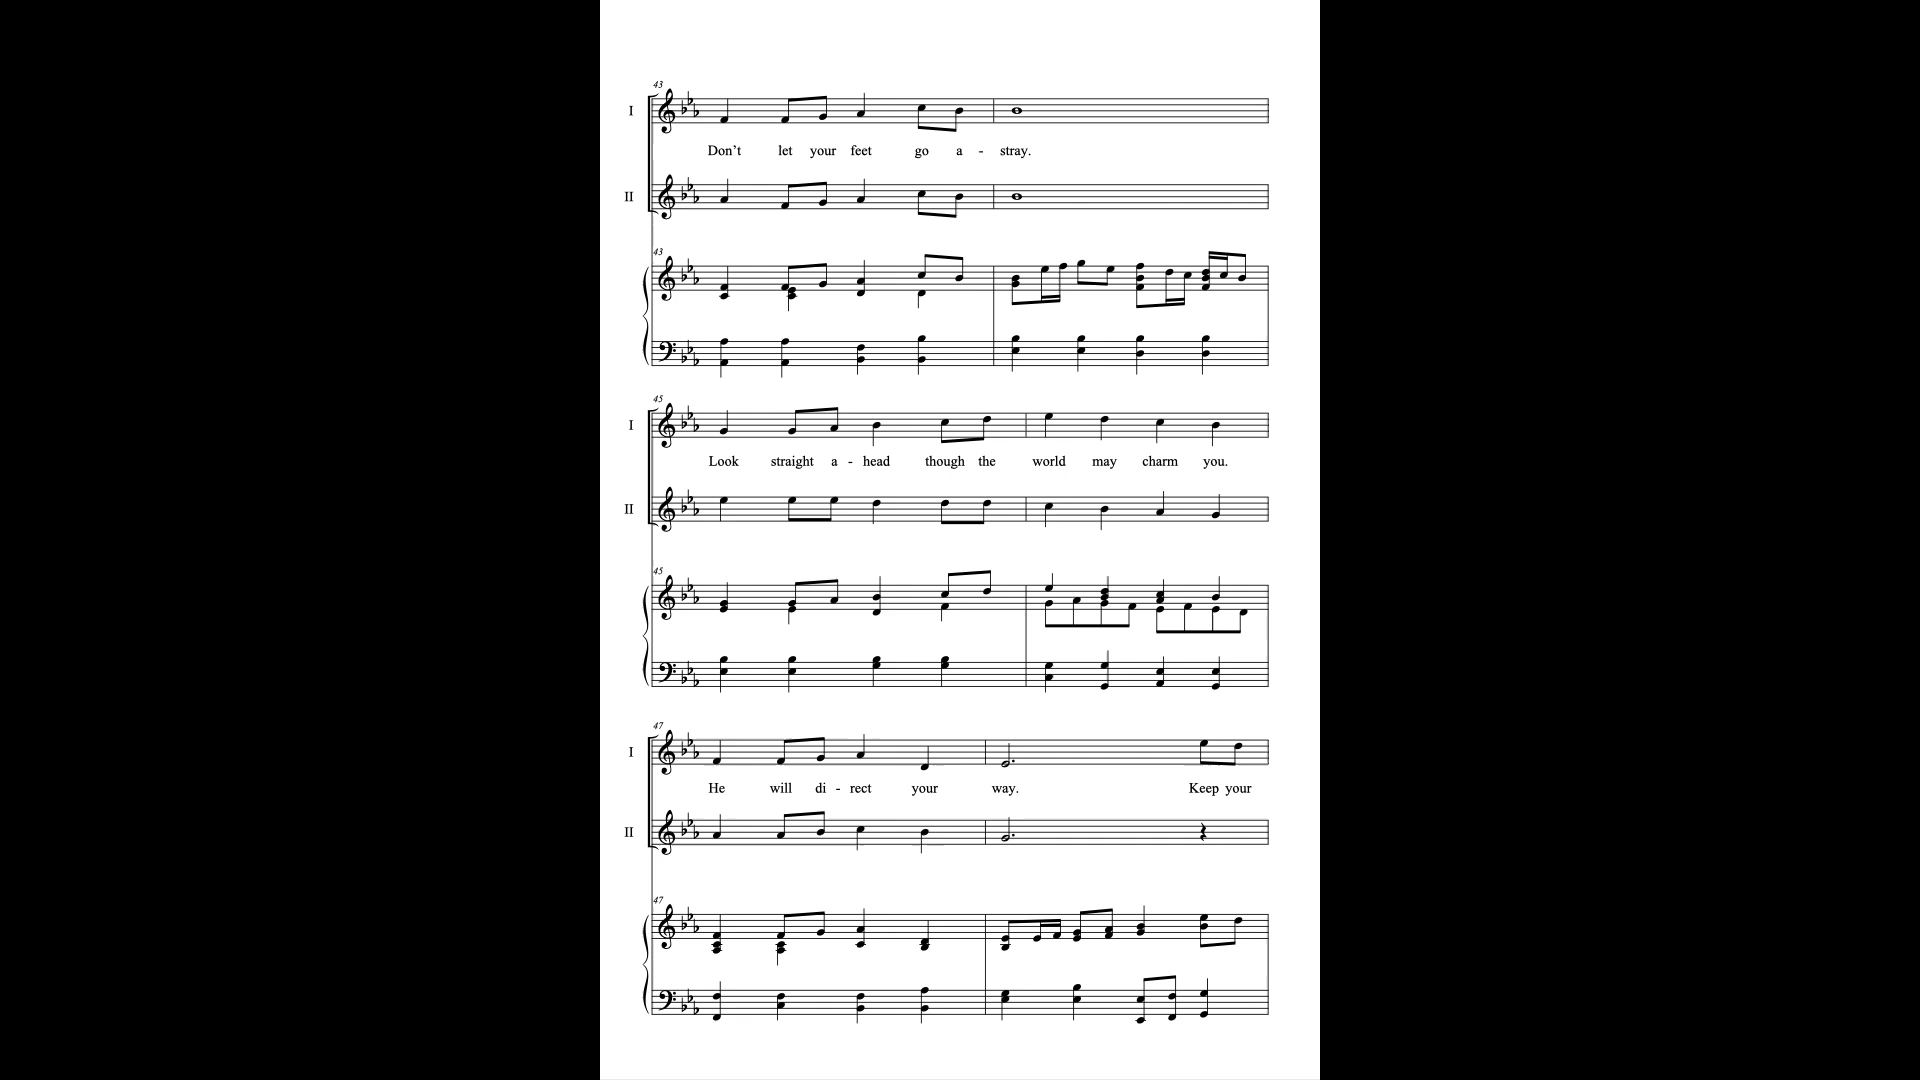 43
I
Don't let your feet go a - stray.
II
43
45
I
Look straight a - head though the world may charm you.
II
45
47
I
He will di - rect your way. Keep your
II
47